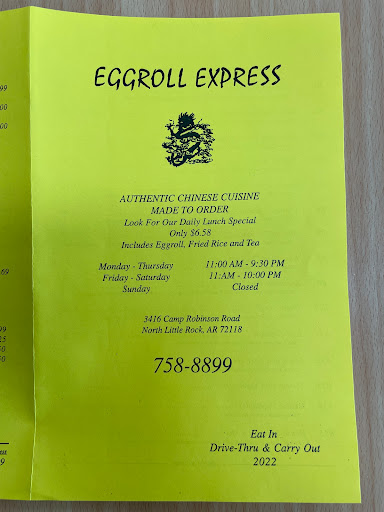 EGGROLL EXPRESS
AUTHENTIC CHINESE CUISINE
MADE TO ORDER
Look For Our Daily Lunch Special
Only $6.58
Includes Eggroll, Fried Rice and Tea
Monday - Thursday 11:00 AM - 9:30 PM
Friday - Saturday 11:AM - 10:00 PM
Sunday Closed
3416 Camp Robinson Road
North Little Rock, AR 72118
758-8899
Eat In
Drive-Thru & Carry Out
2022